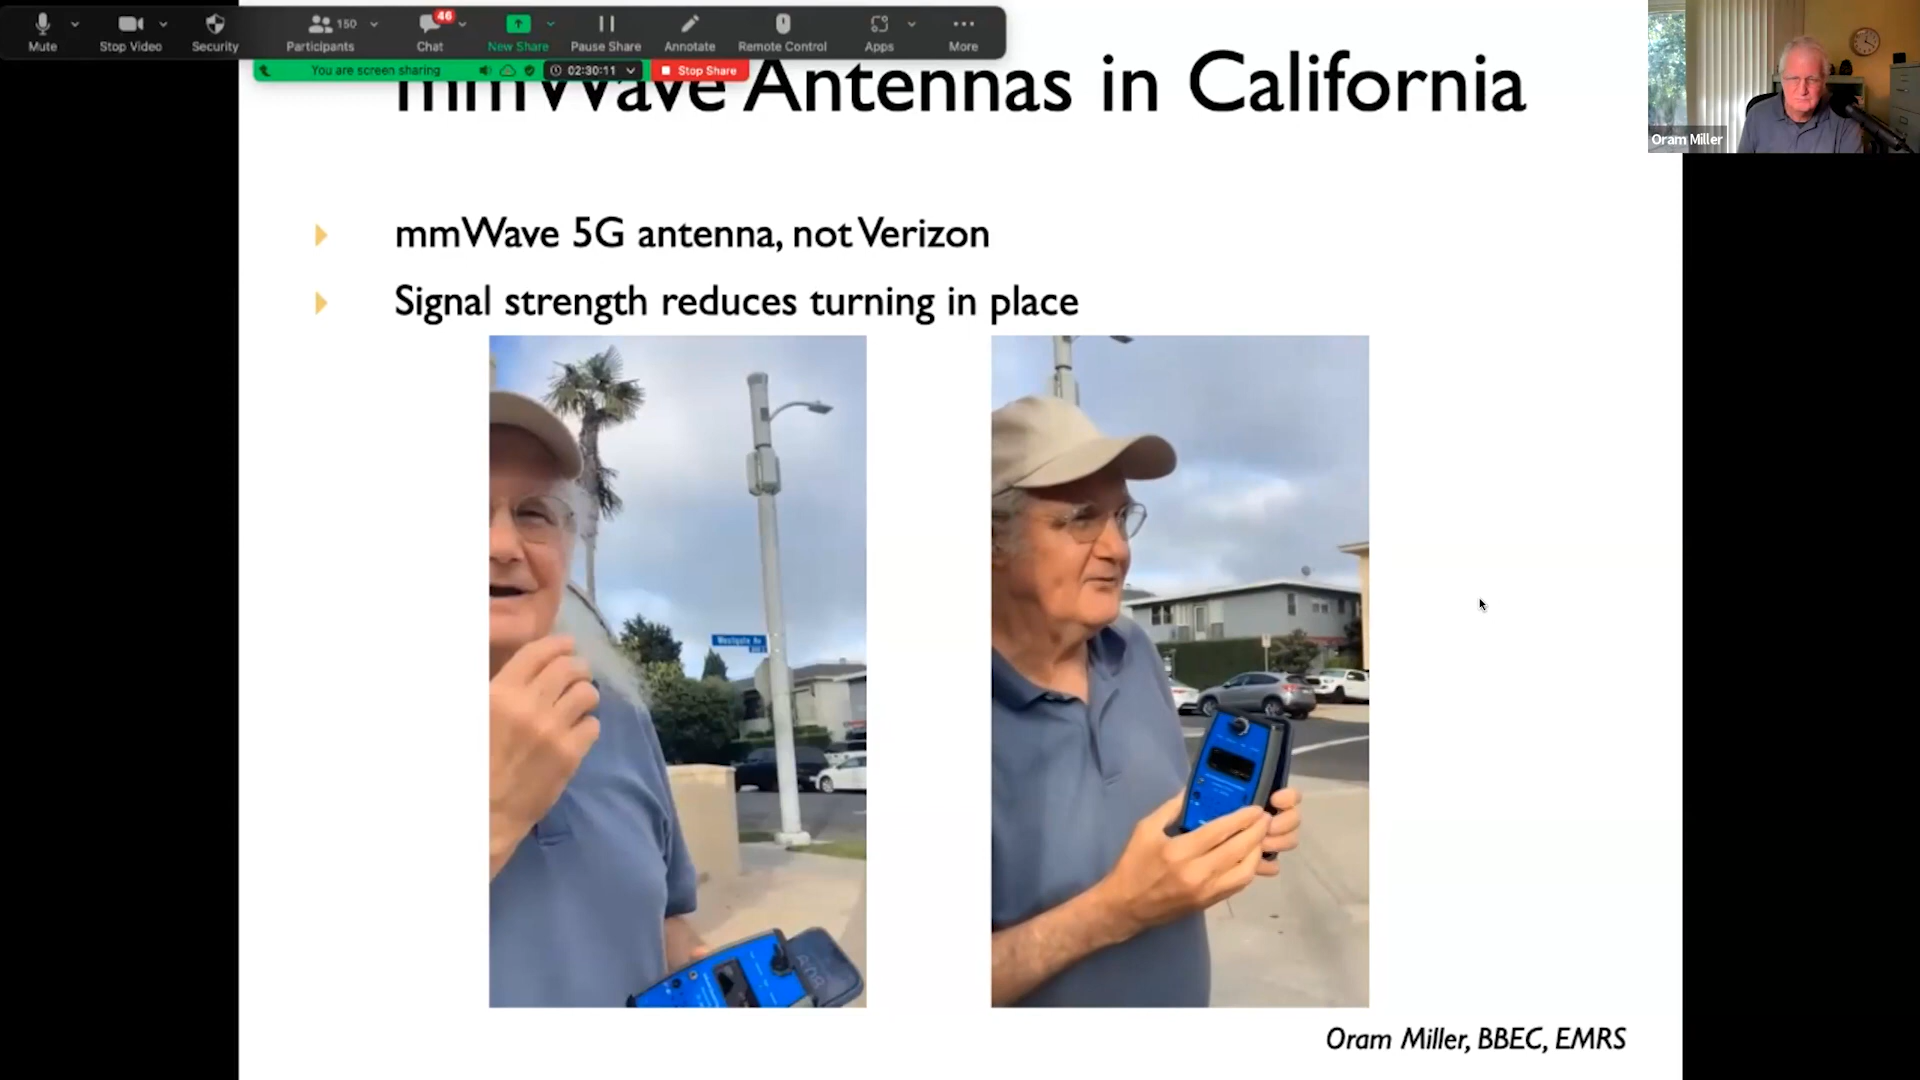 150
46
Mute
Stop Video
Security
Participants
Chat
New Share
Pause Share
Annotate
Remote Control
Apps
More
You are screen sharing
02:30:11
Stop Share
Oram Miller
mmWave Antennas in California
mmWave 5G antenna, not Verizon
Signal strength reduces turning in place
Westgate Av
Oram Miller, BBEC, EMRS